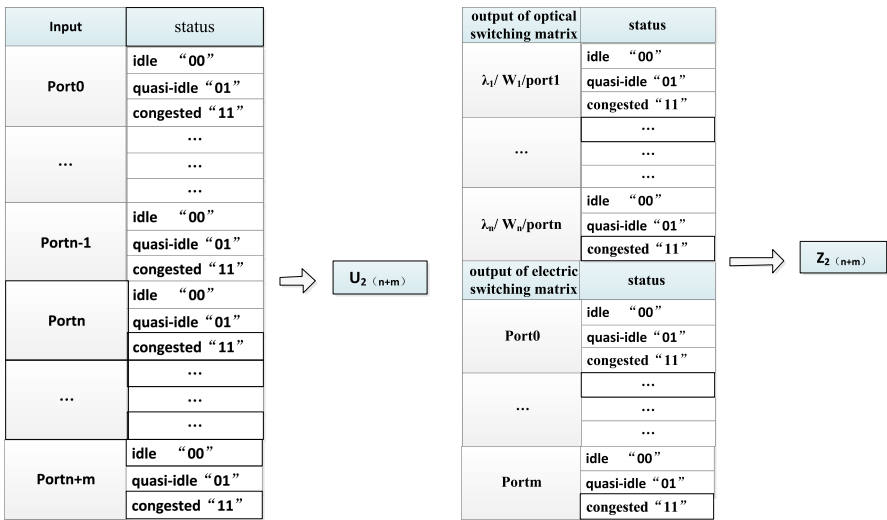 Input status
Port0
idle “00”
quasi-idle “01”
congested “11”
...
...
...
...
Portn-1
idle “00”
quasi-idle “01”
congested “11”
Portn
idle “00”
quasi-idle “01”
congested “11”
...
...
...
...
Portn+m
idle “00”
quasi-idle “01”
congested “11”
U₂（n+m）
output of optical
switching matrix
status
λ₁/ W₁/port1
idle “00”
quasi-idle “01”
congested “11”
...
...
...
...
λₙ/ Wₙ/portn
idle “00”
quasi-idle “01”
congested “11”
output of electric
switching matrix
status
Port0
idle “00”
quasi-idle “01”
congested “11”
...
...
...
...
Portm
idle “00”
quasi-idle “01”
congested “11”
Z₂（n+m）